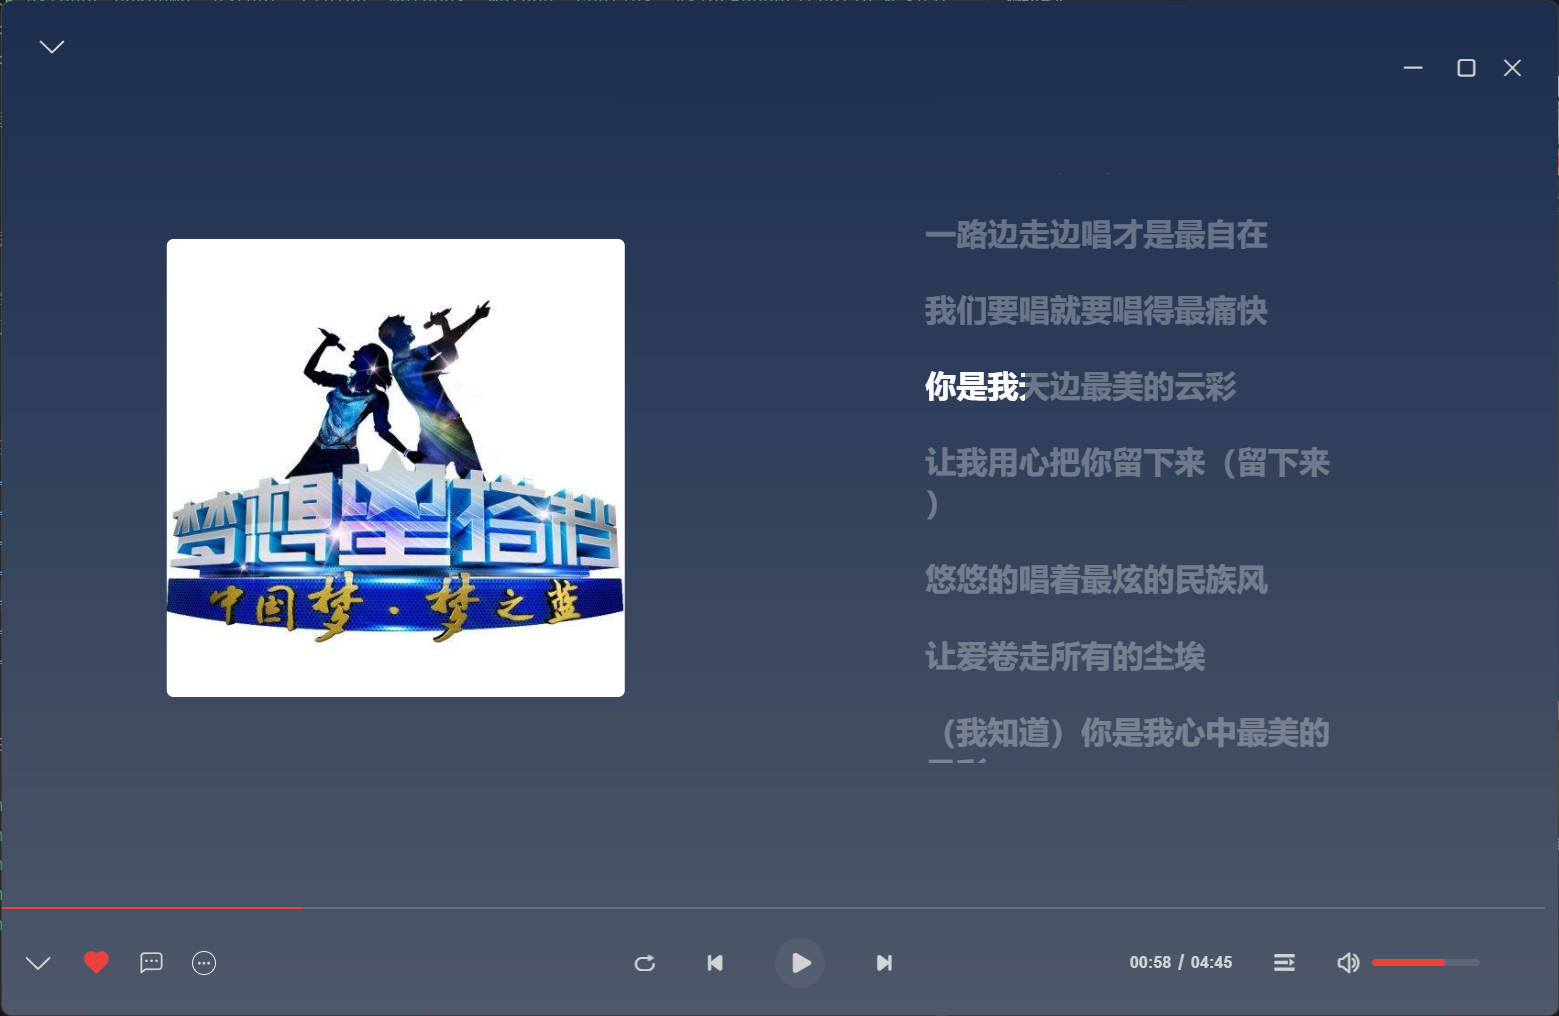 一路边走边唱才是最自在
我们要唱就要唱得最痛快
你是我天边最美的云彩
让我用心把你留下来（留下来
）
悠悠的唱着最炫的民族风
让爱卷走所有的尘埃
（我知道）你是我心中最美的
梦想星搭档
中国梦·梦之蓝
00:58 / 04:45